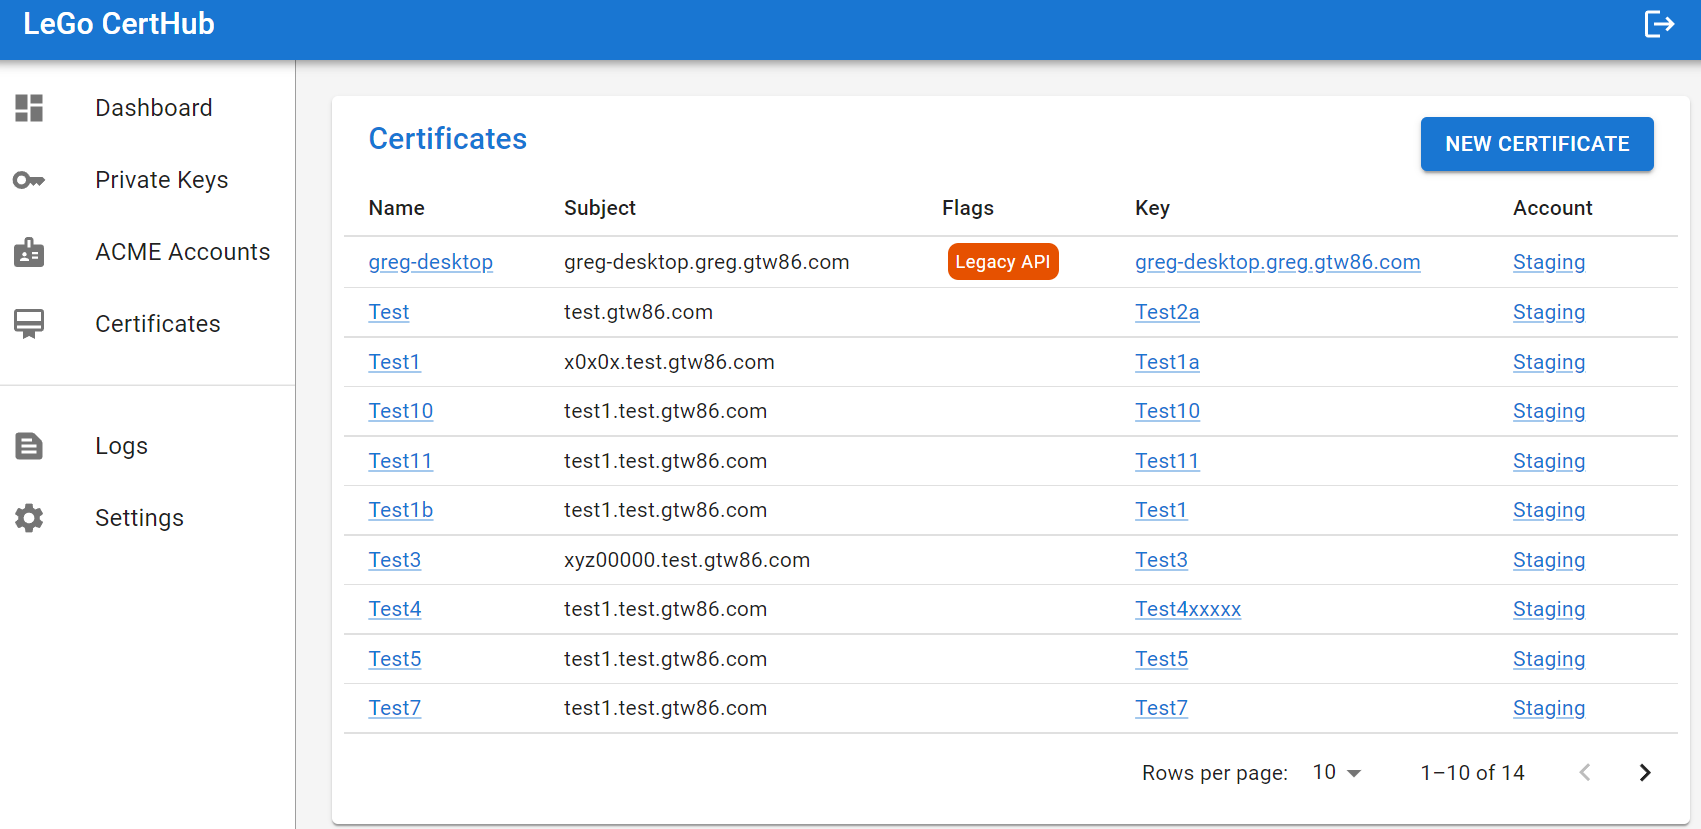 LeGo CertHub
Dashboard
Private Keys
ACME Accounts
Certificates
Logs
Settings
Certificates
NEW CERTIFICATE
Name Subject Flags Key Account
greg-desktop greg-desktop.greg.gtw86.com Legacy API greg-desktop.greg.gtw86.com Staging
Test test.gtw86.com Test2a Staging
Test1 x0x0x.test.gtw86.com Test1a Staging
Test10 test1.test.gtw86.com Test10 Staging
Test11 test1.test.gtw86.com Test11 Staging
Test1b test1.test.gtw86.com Test1 Staging
Test3 xyz00000.test.gtw86.com Test3 Staging
Test4 test1.test.gtw86.com Test4xxxxx Staging
Test5 test1.test.gtw86.com Test5 Staging
Test7 test1.test.gtw86.com Test7 Staging
Rows per page: 10 1–10 of 14